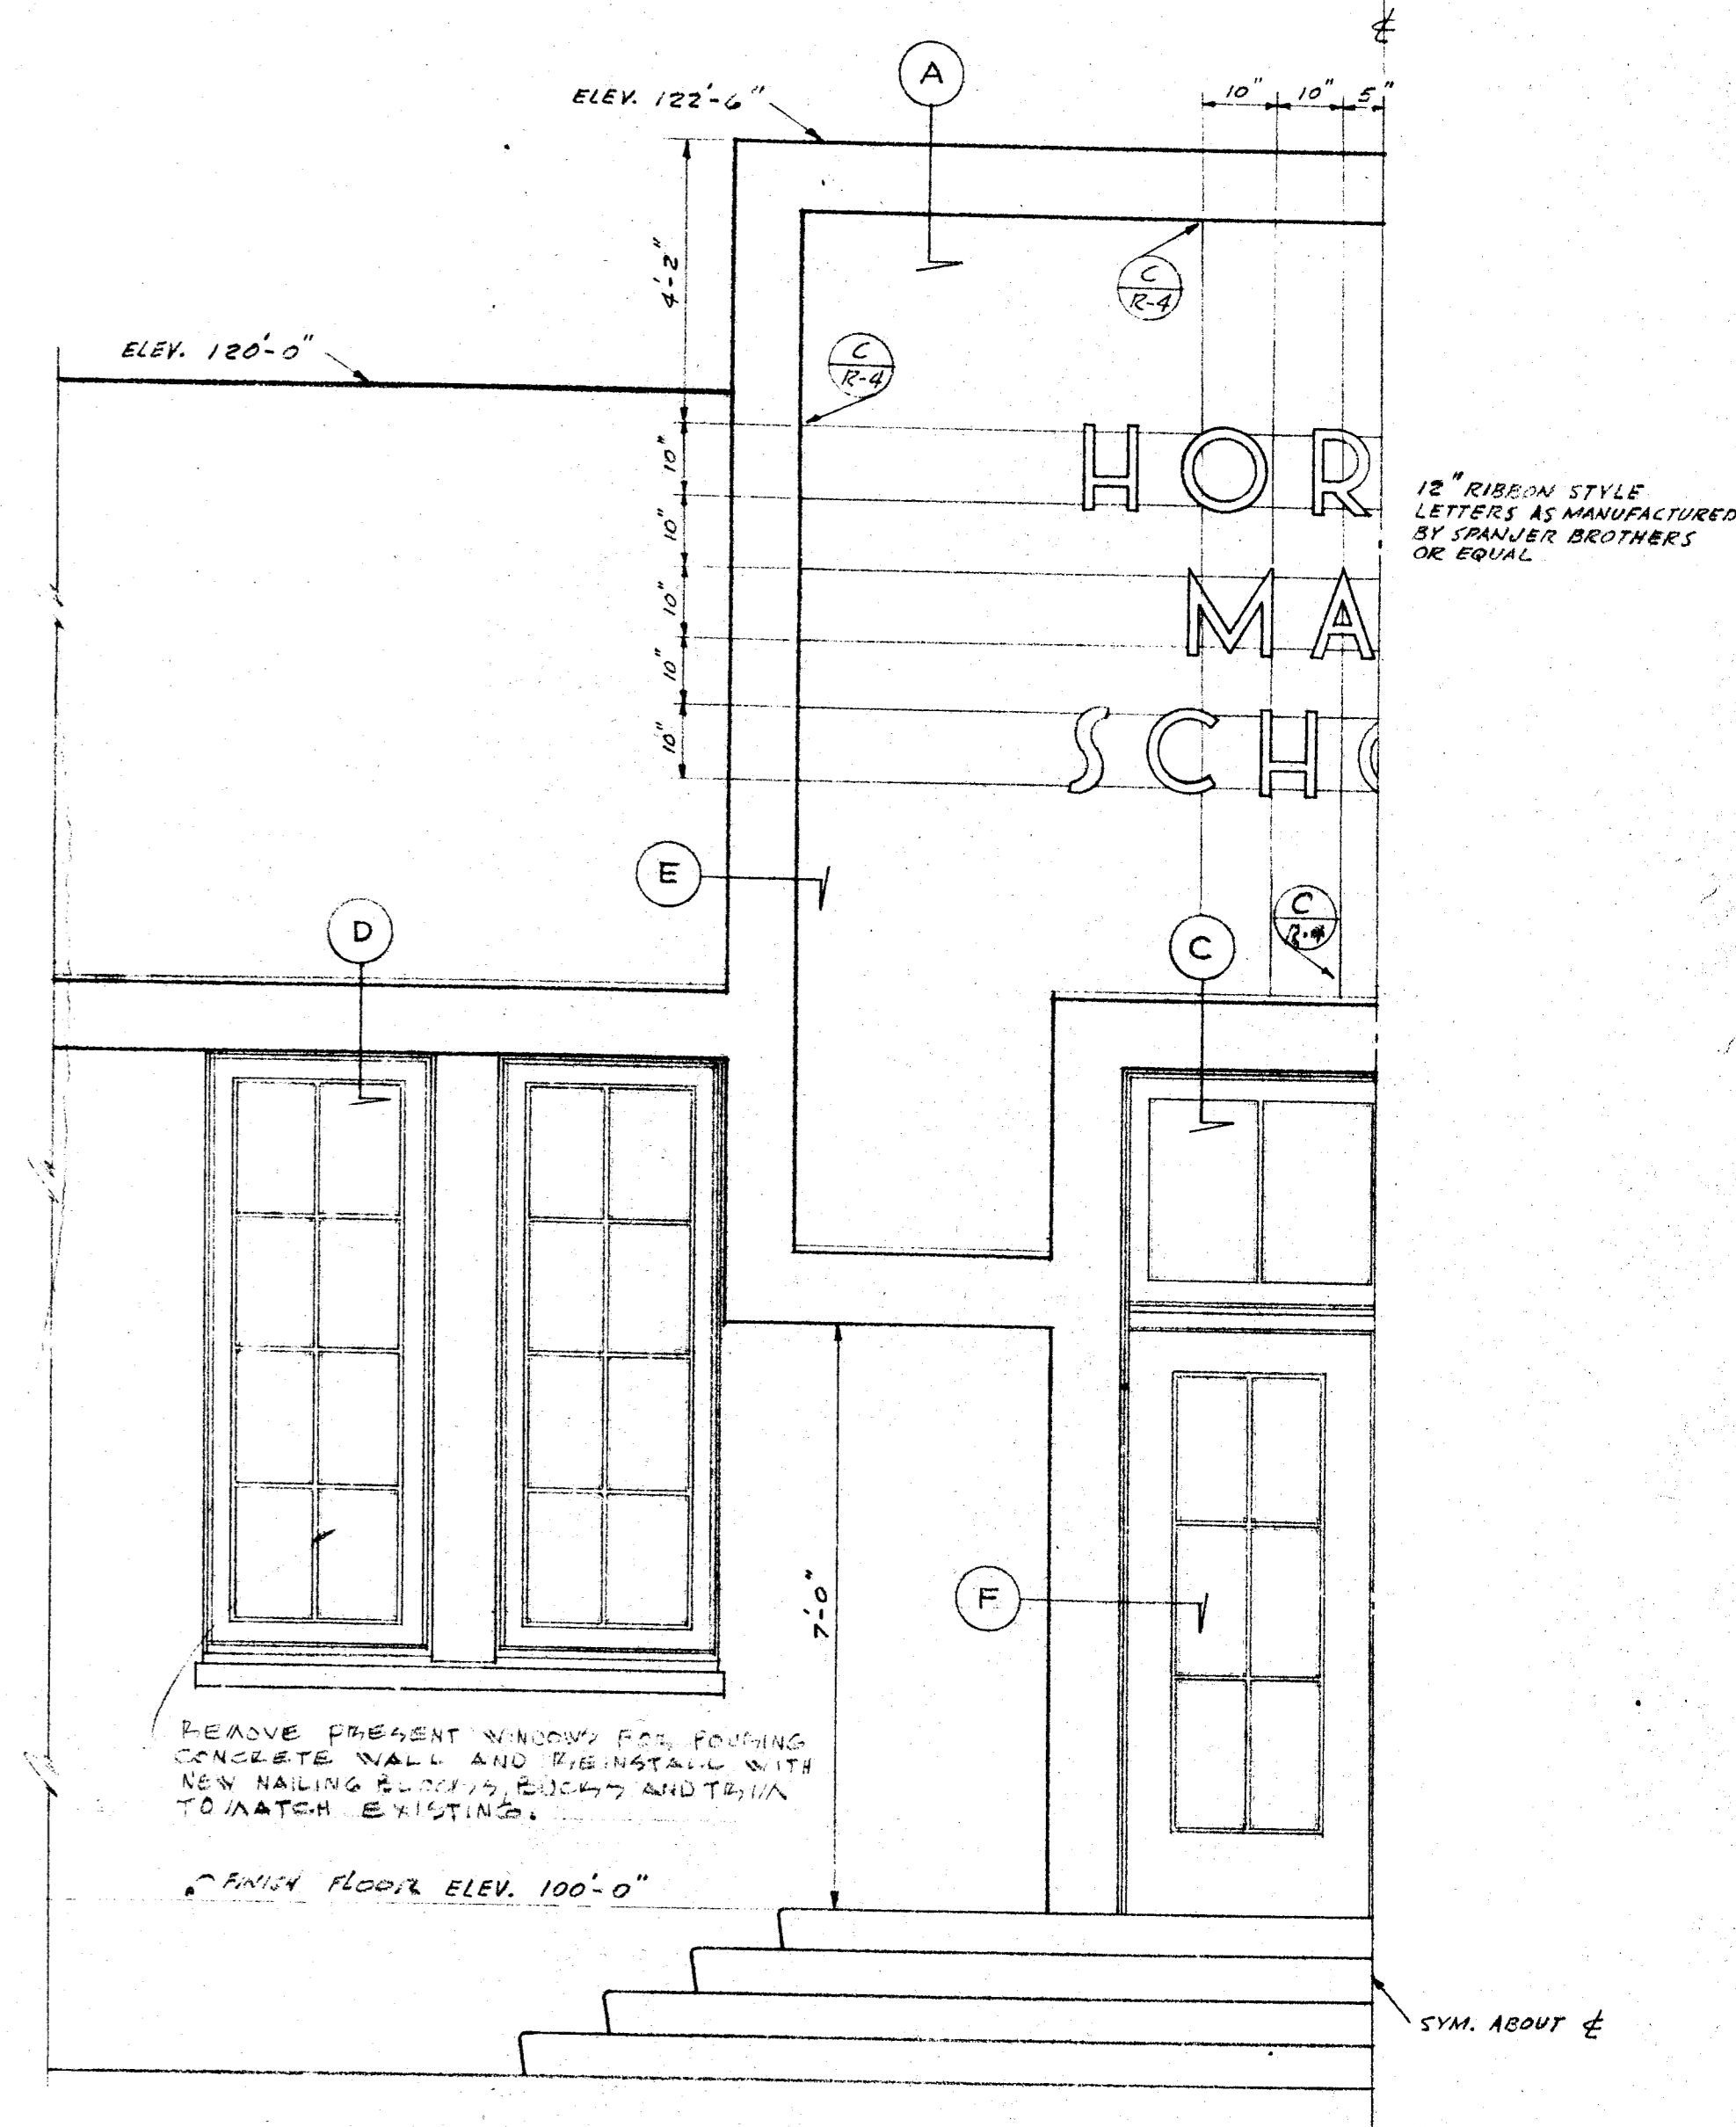 ℄
A
ELEV. 122'-6"
10" 10" 5"
4'-2"
C
R-4
ELEV. 120'-0"
C
R-4
10"
10"
10"
10"
10"
HOR
MA
SCHO
12" RIBBON STYLE
LETTERS AS MANUFACTURED
BY SPANJER BROTHERS
OR EQUAL
E
D
C
C
R-4
7'-0"
F
REMOVE PRESENT WINDOWS FOR POURING
CONCRETE WALL AND REINSTALL WITH
NEW NAILING BLOCKS, BUCKS AND TRIM
TO MATCH EXISTING.
FINISH FLOOR ELEV. 100'-0"
SYM. ABOUT ℄